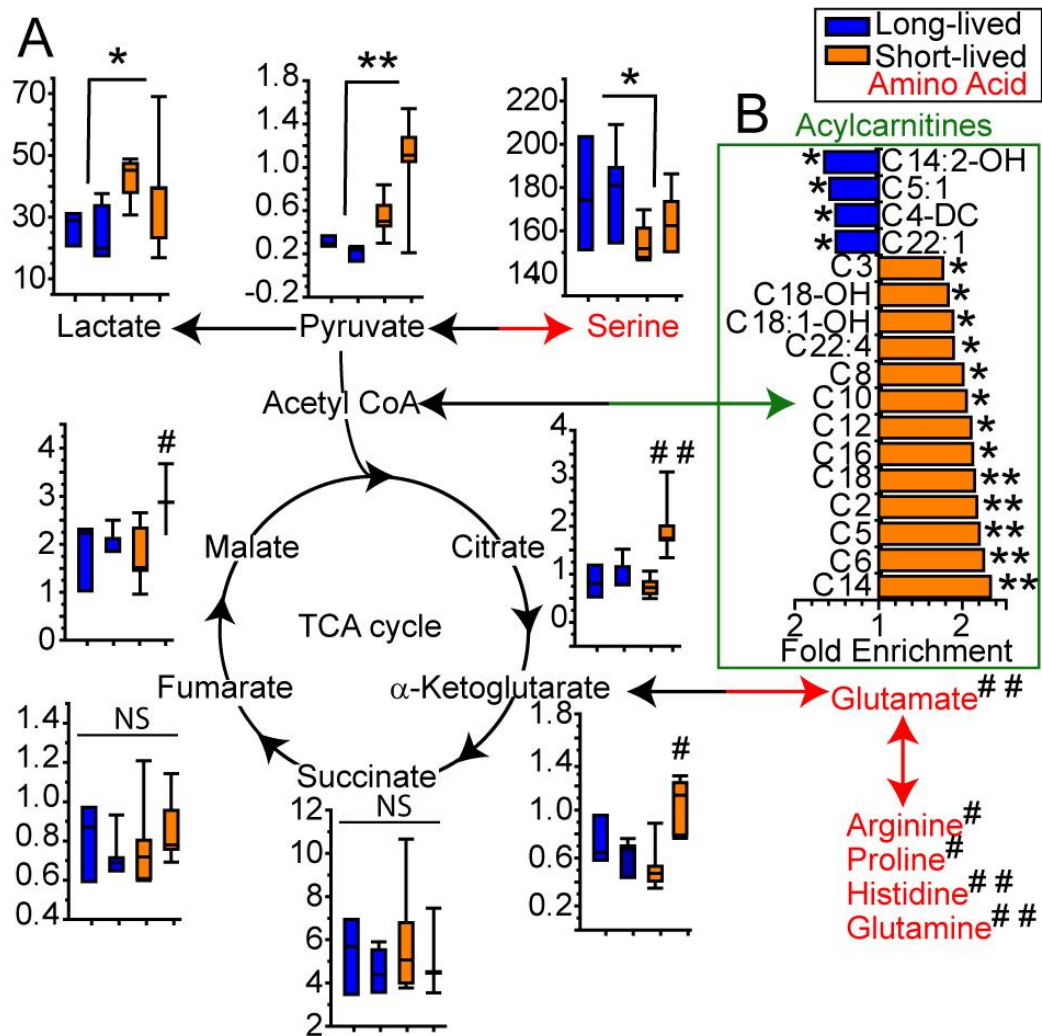 A
Long-lived
Short-lived
Amino Acid
B
*
**
*
70
50
30
10
1.8
1.4
1.0
0.6
0.2
-0.2
220
200
180
160
140
Lactate
Pyruvate
Serine
Acetyl CoA
Acylcarnitines
* C14:2-OH
* C5:1
* C4-DC
* C22:1
C3 *
C18-OH *
C18:1-OH *
C22:4 *
C8 *
C10 *
C12 *
C16 *
C18 **
C2 **
C5 **
C6 **
C14 **
2 1 2
Fold Enrichment
#
4
3
2
1
0
# #
4
3
2
1
0
Malate
Citrate
TCA cycle
Fumarate
α-Ketoglutarate
Succinate
Glutamate# #
Arginine#
Proline#
Histidine# #
Glutamine# #
NS
1.4
1.2
1.0
0.8
0.6
0.4
NS
12
10
8
6
4
2
#
1.8
1.4
1.0
0.6
0.2